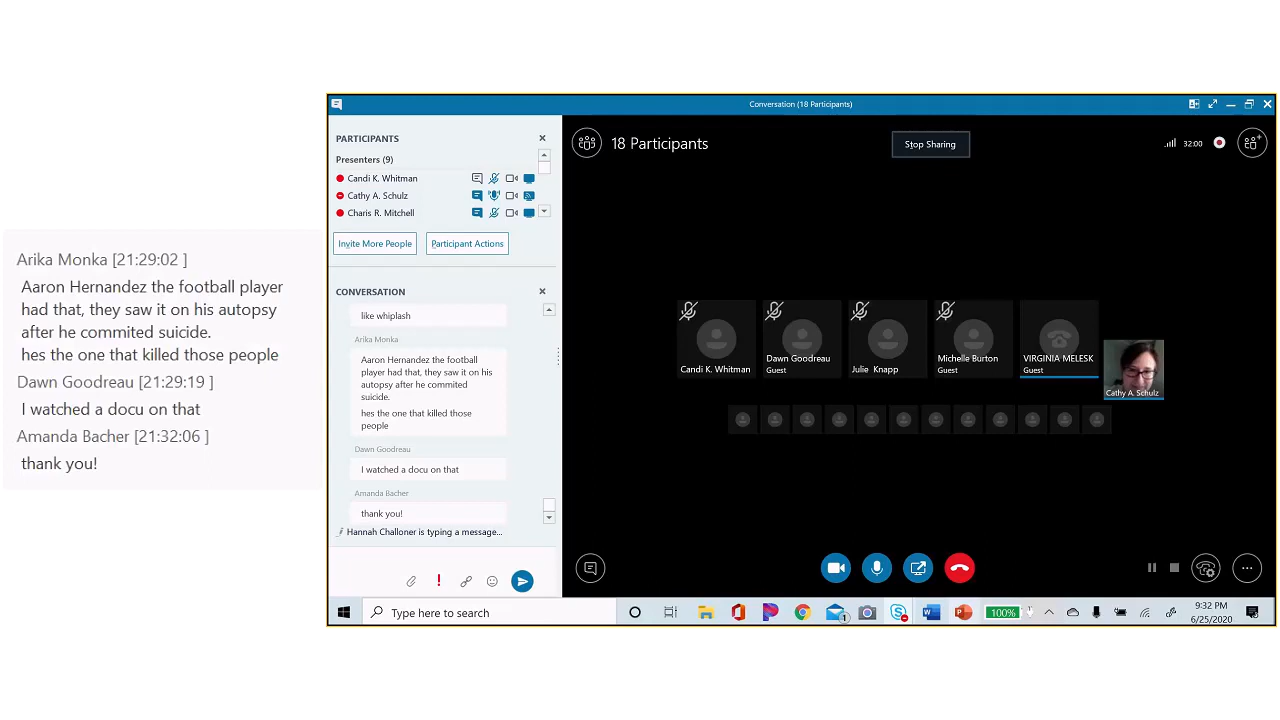 Arika Monka [21:29:02 ]
Aaron Hernandez the football player
had that, they saw it on his autopsy
after he commited suicide.
hes the one that killed those people
Dawn Goodreau [21:29:19 ]
I watched a docu on that
Amanda Bacher [21:32:06 ]
thank you!
Conversation (18 Participants)
PARTICIPANTS
Presenters (9)
Candi K. Whitman
Cathy A. Schulz
Charis R. Mitchell
Invite More People
Participant Actions
CONVERSATION
like whiplash
Arika Monka
Aaron Hernandez the football
player had that, they saw it on his
autopsy after he commited
suicide.
hes the one that killed those
people
Dawn Goodreau
I watched a docu on that
Amanda Bacher
thank you!
Hannah Challoner is typing a message...
18 Participants
Stop Sharing
32:00
Candi K. Whitman
Dawn Goodreau
Guest
Julie Knapp
Michelle Burton
Guest
VIRGINIA MELESK
Guest
Cathy A. Schulz
Type here to search
1
100%
9:32 PM
6/25/2020